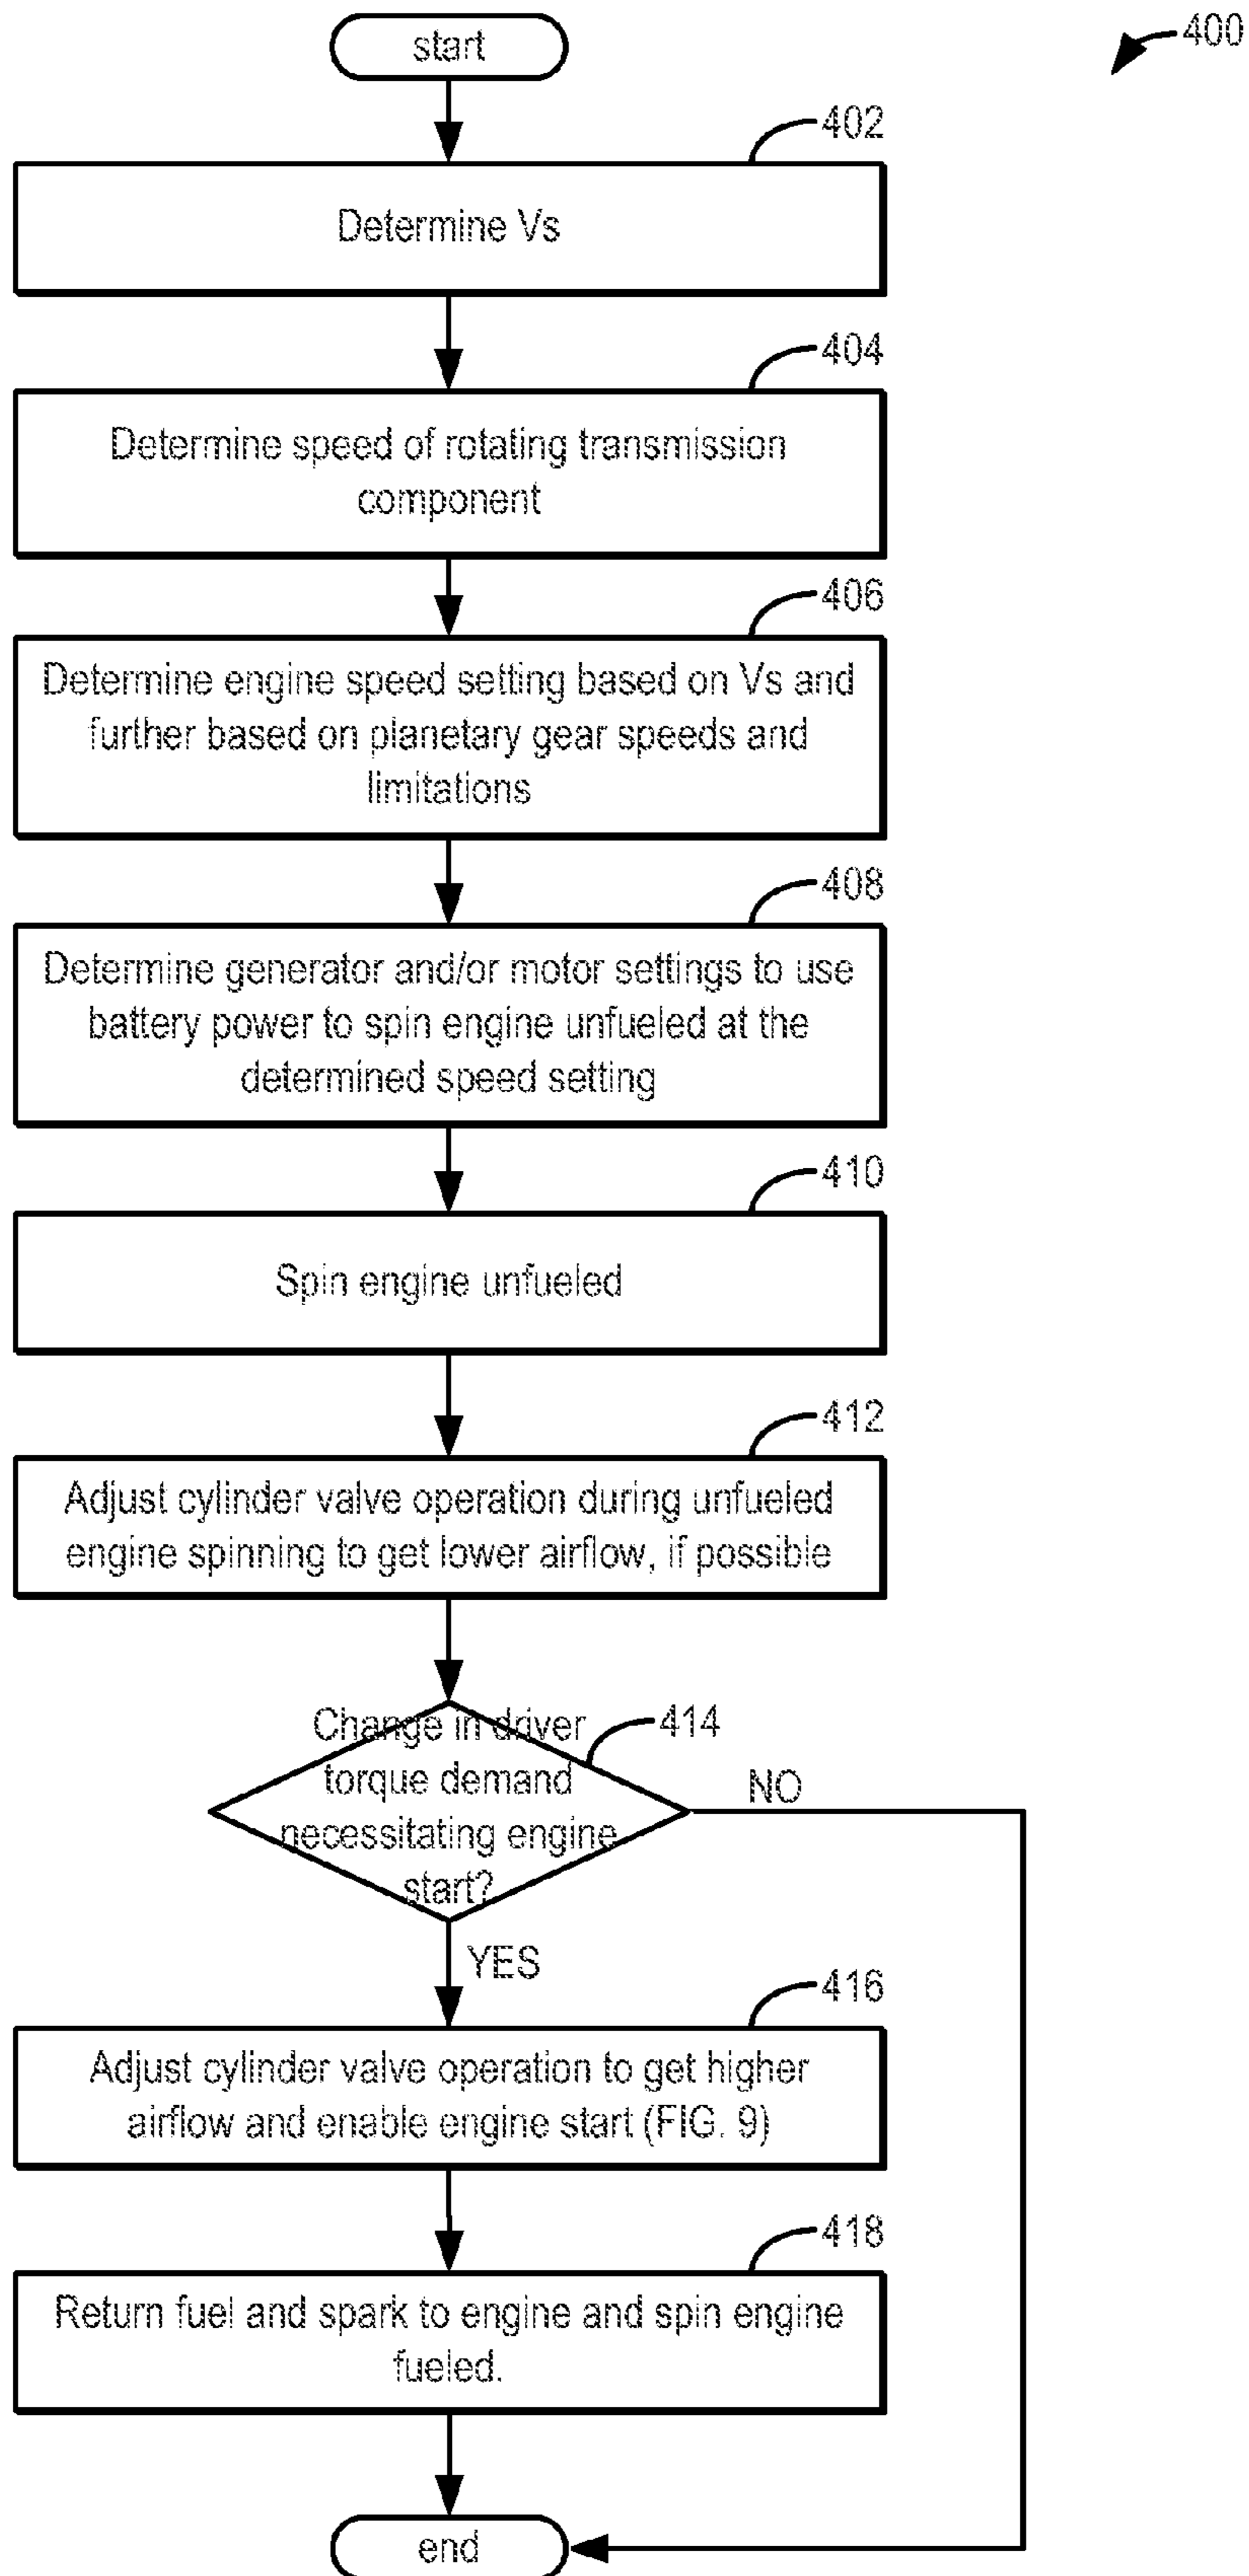 start
400
402
Determine Vs
404
Determine speed of rotating transmission
component
406
Determine engine speed setting based on Vs and
further based on planetary gear speeds and
limitations
408
Determine generator and/or motor settings to use
battery power to spin engine unfueled at the
determined speed setting
410
Spin engine unfueled
412
Adjust cylinder valve operation during unfueled
engine spinning to get lower airflow, if possible
414
Change in driver
torque demand
necessitating engine
start?
NO
YES
416
Adjust cylinder valve operation to get higher
airflow and enable engine start (FIG. 9)
418
Return fuel and spark to engine and spin engine
fueled.
end